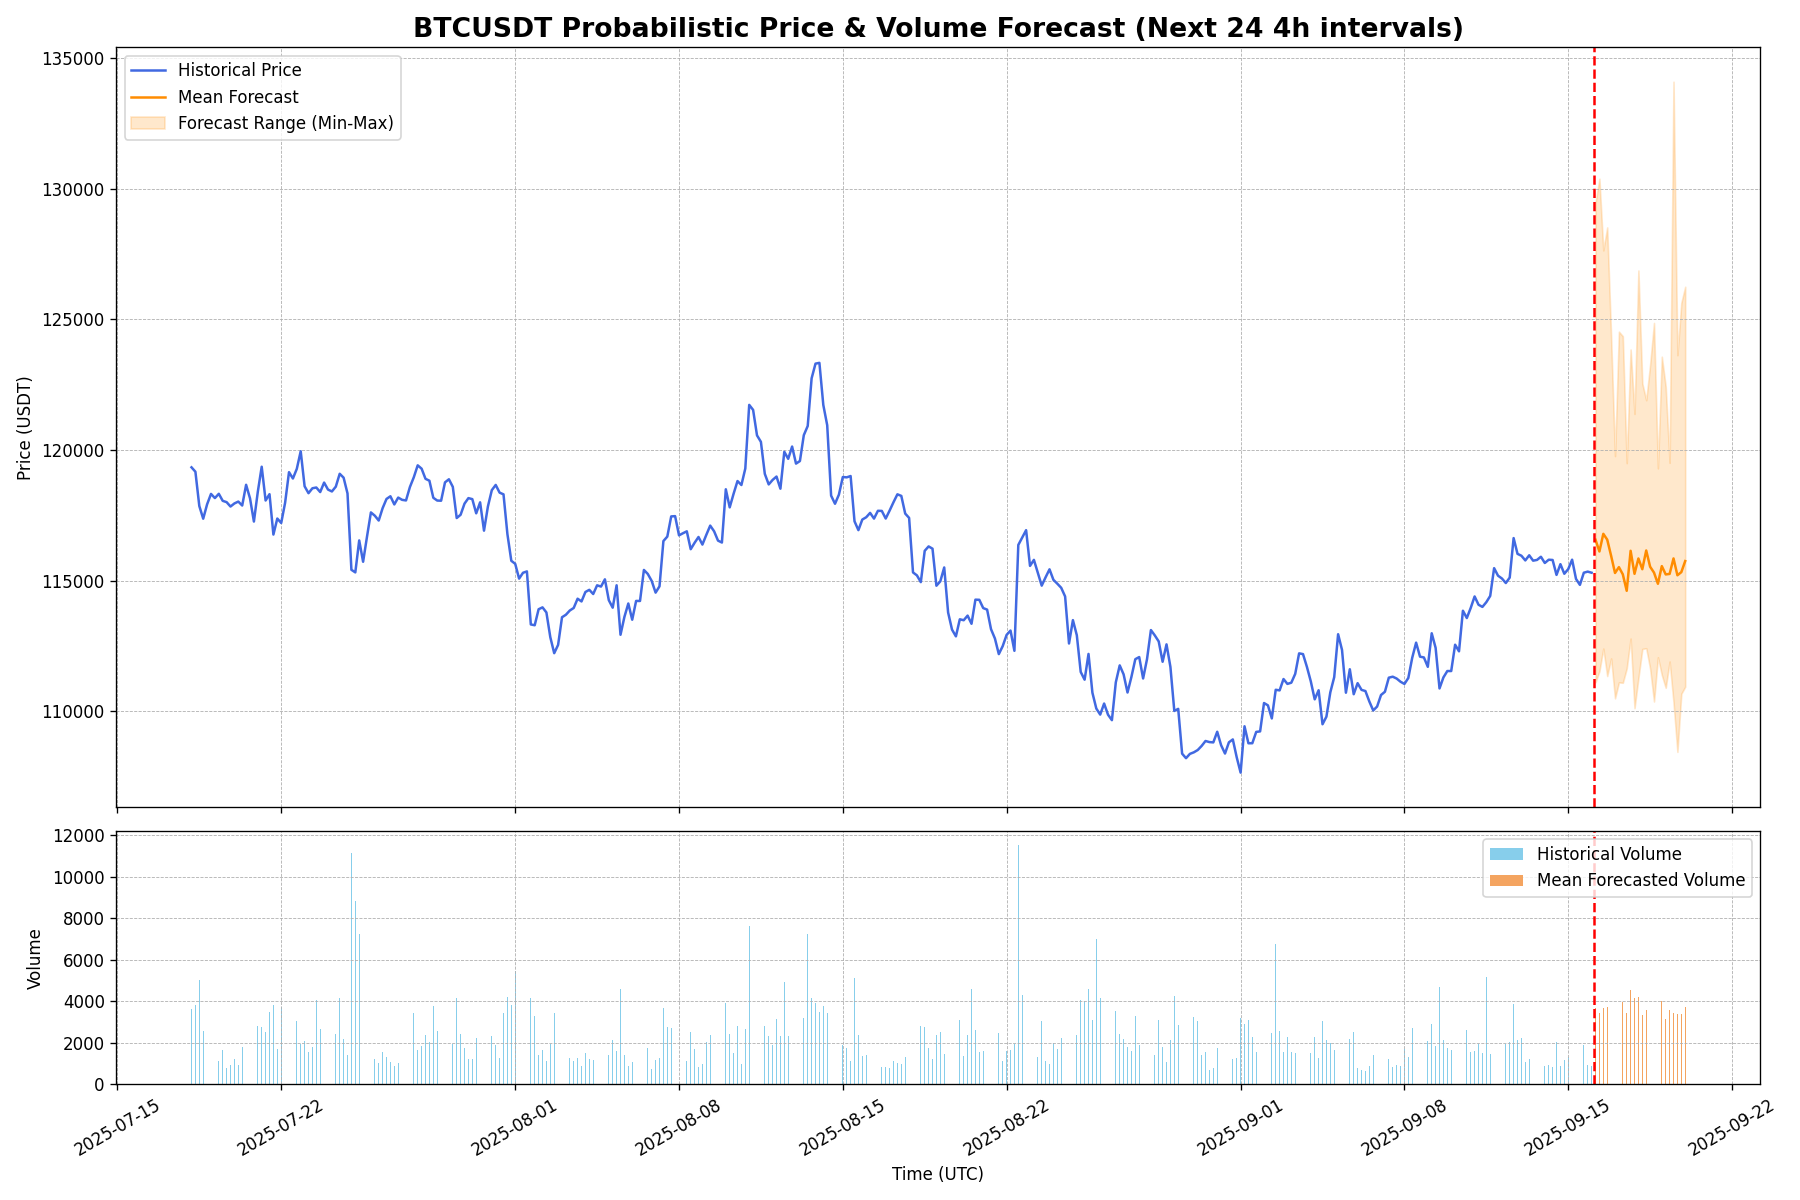 BTCUSDT Probabilistic Price & Volume Forecast (Next 24 4h intervals)
Historical Price
Mean Forecast
Forecast Range (Min-Max)
Price (USDT)
135000
130000
125000
120000
115000
110000
Historical Volume
Mean Forecasted Volume
Volume
12000
10000
8000
6000
4000
2000
0
2025-07-15
2025-07-22
2025-08-01
2025-08-08
2025-08-15
2025-08-22
2025-09-01
2025-09-08
2025-09-15
2025-09-22
Time (UTC)